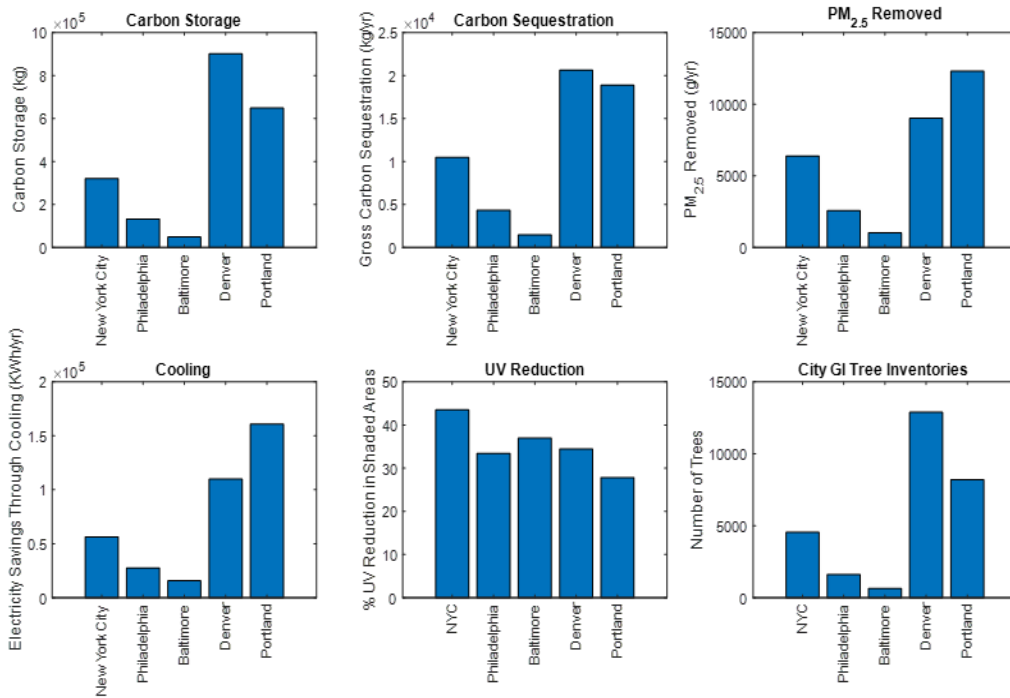 Carbon Storage
×10^5
Carbon Storage (kg)
10
8
6
4
2
0
New York City
Philadelphia
Baltimore
Denver
Portland
Carbon Sequestration
×10^4
Gross Carbon Sequestration (kg/yr)
2.5
2
1.5
1
0.5
0
New York City
Philadelphia
Baltimore
Denver
Portland
PM2.5 Removed
PM2.5 Removed (g/yr)
15000
10000
5000
0
New York City
Philadelphia
Baltimore
Denver
Portland
Cooling
×10^5
Electricity Savings Through Cooling (KWh/yr)
2
1.5
1
0.5
0
New York City
Philadelphia
Baltimore
Denver
Portland
UV Reduction
% UV Reduction in Shaded Areas
50
40
30
20
10
0
NYC
Philadelphia
Baltimore
Denver
Portland
City GI Tree Inventories
Number of Trees
15000
10000
5000
0
NYC
Philadelphia
Baltimore
Denver
Portland